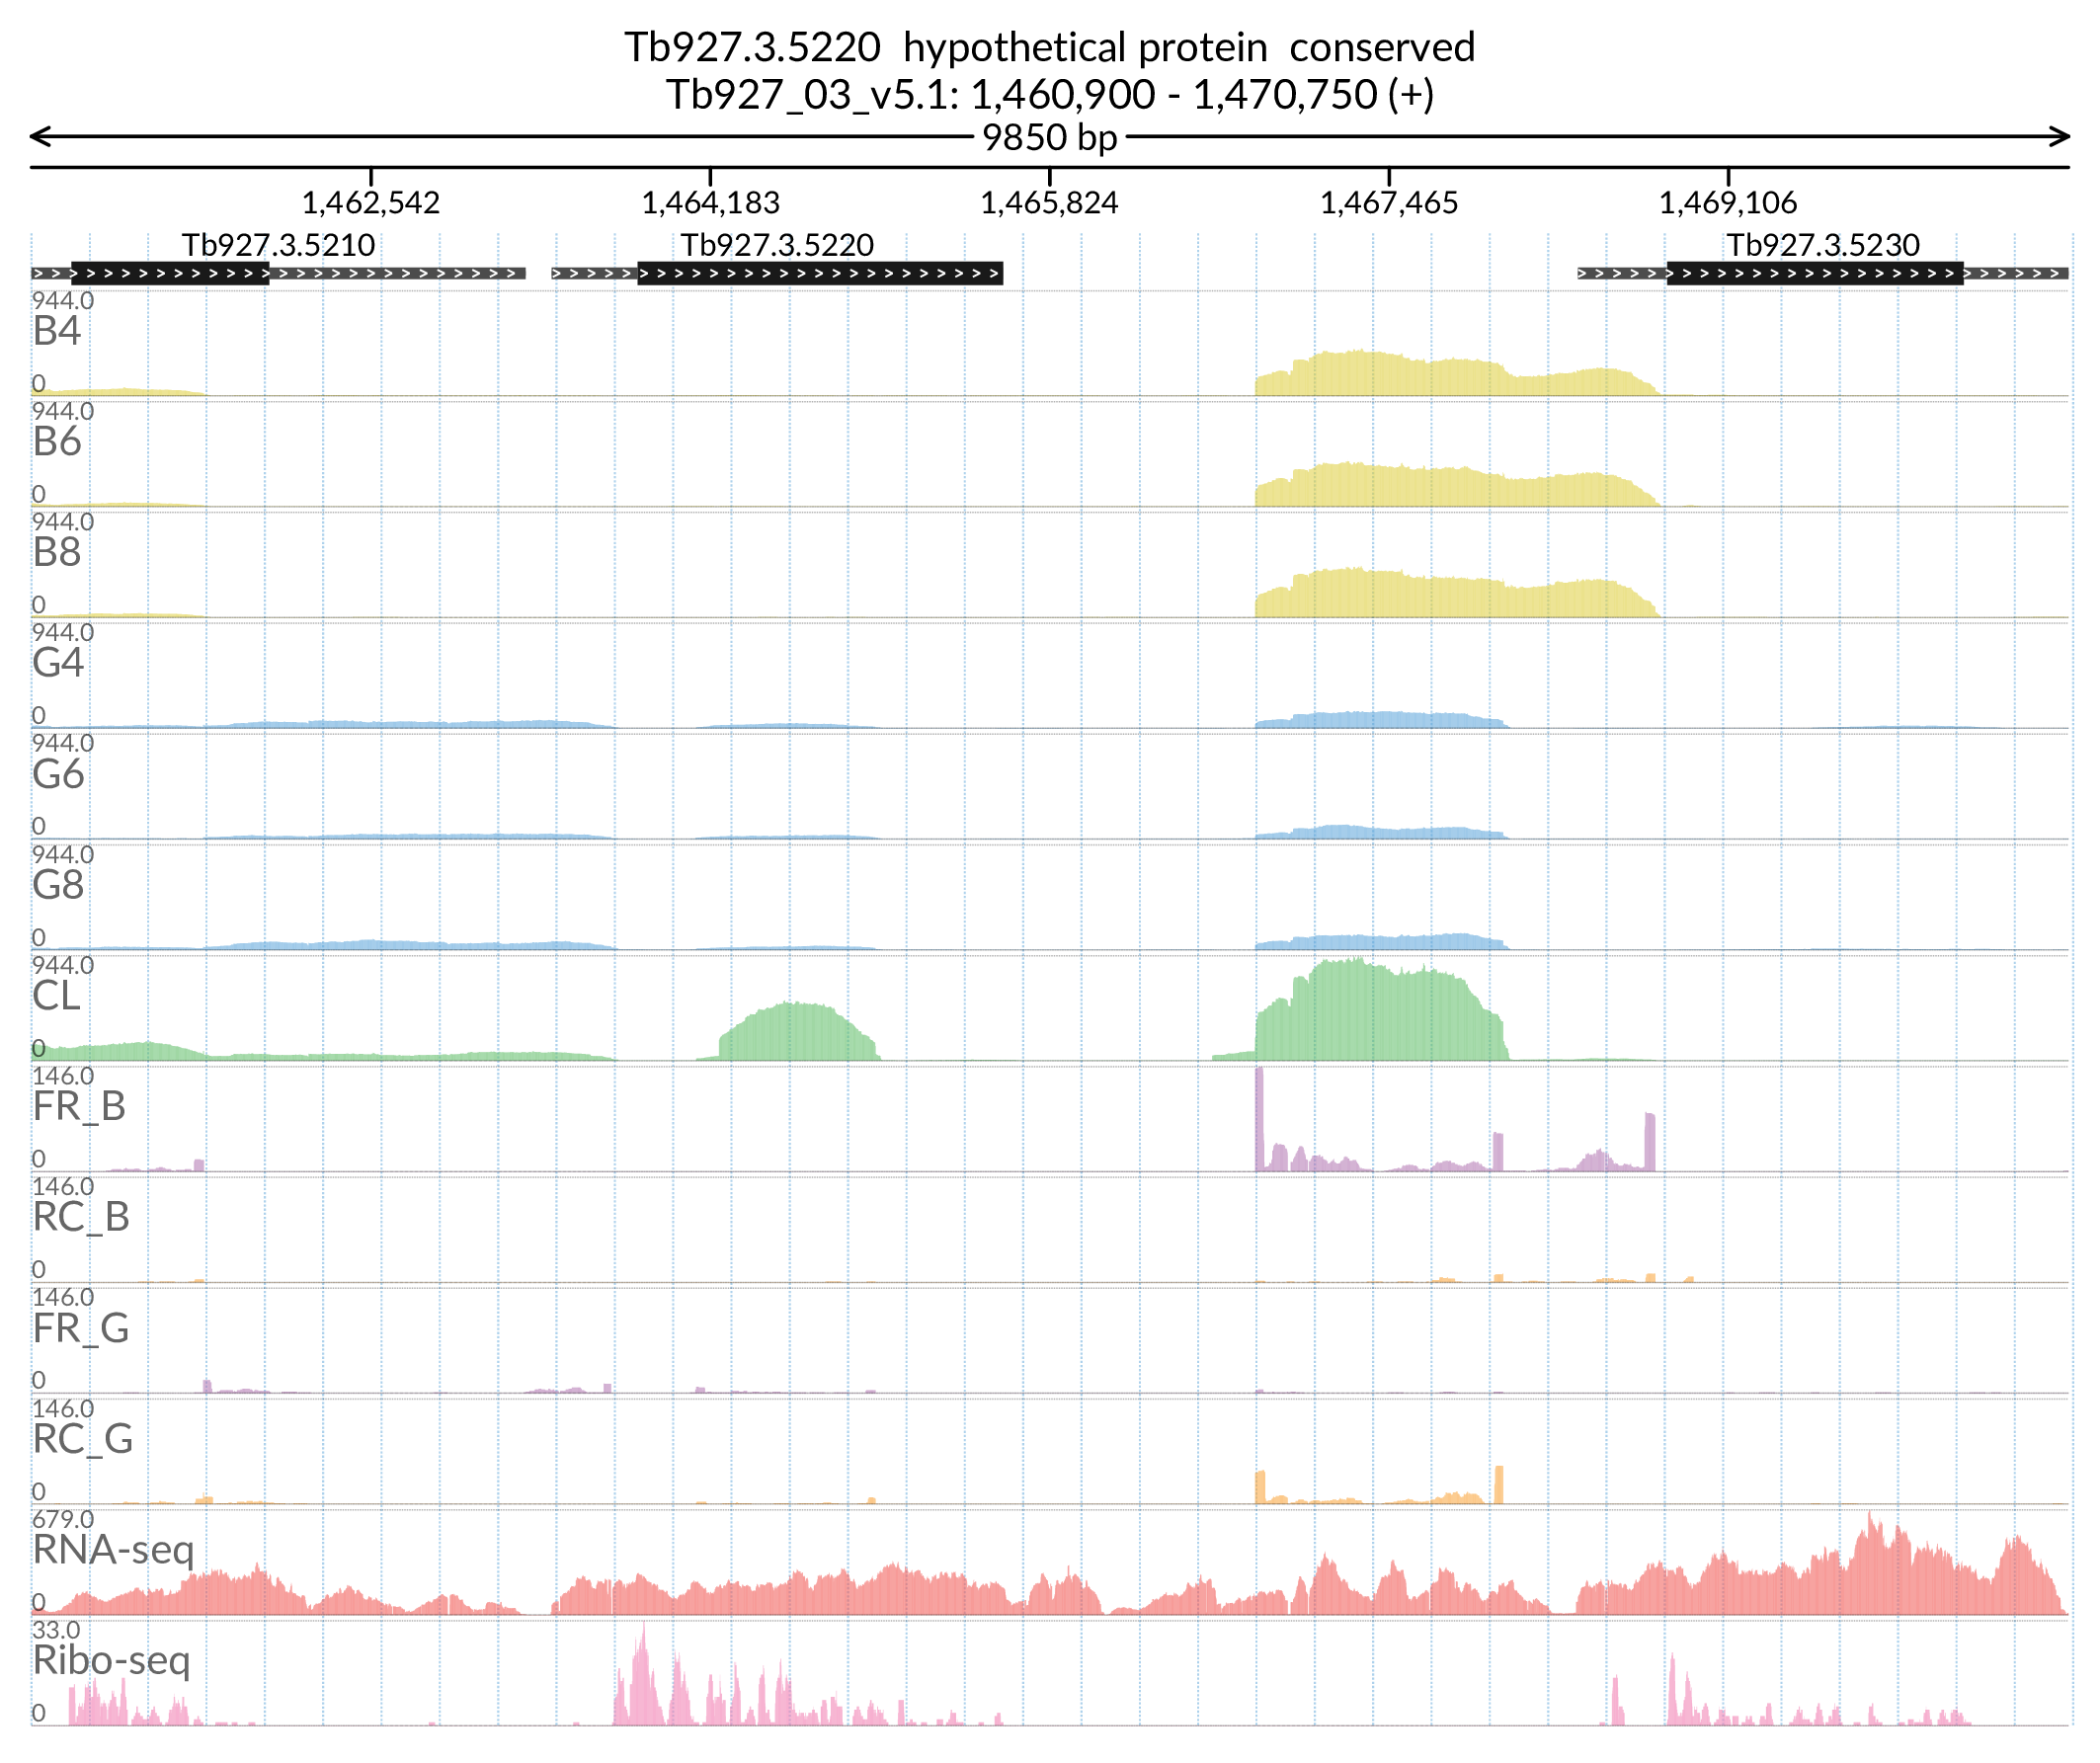 Tb927.3.5220 hypothetical protein conserved
Tb927_03_v5.1: 1,460,900 - 1,470,750 (+)
9850 bp
1,462,542 1,464,183 1,465,824 1,467,465 1,469,106
Tb927.3.5210 Tb927.3.5220 Tb927.3.5230
944.0
B4
0
944.0
B6
0
944.0
B8
0
944.0
G4
0
944.0
G6
0
944.0
G8
0
944.0
CL
0
146.0
FR_B
0
146.0
RC_B
0
146.0
FR_G
0
146.0
RC_G
0
679.0
RNA-seq
0
33.0
Ribo-seq
0